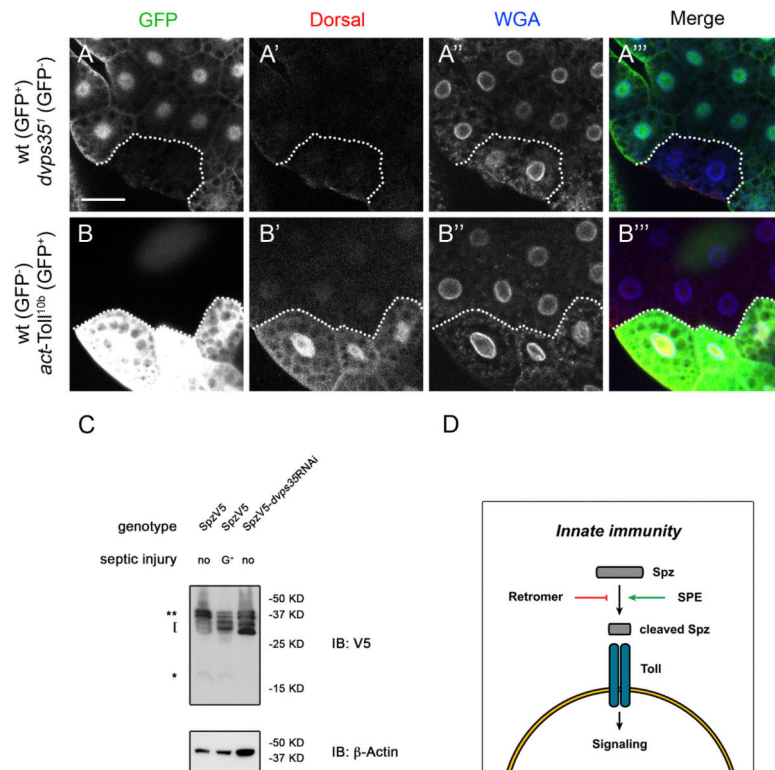 GFP Dorsal WGA Merge
wt (GFP⁺)
dvps35¹ (GFP⁻)
A A' A'' A'''
wt (GFP⁻)
act-Toll¹⁰ᵇ (GFP⁺)
B B' B'' B'''
C D
genotype SpzV5 SpzV5 SpzV5-dvps35RNAi
septic injury no G⁺ no
-50 KD
** -37 KD
[
-25 KD
IB: V5
*
-15 KD
-50 KD
-37 KD
IB: β-Actin
Innate immunity
Spz
Retromer SPE
cleaved Spz
Toll
Signaling